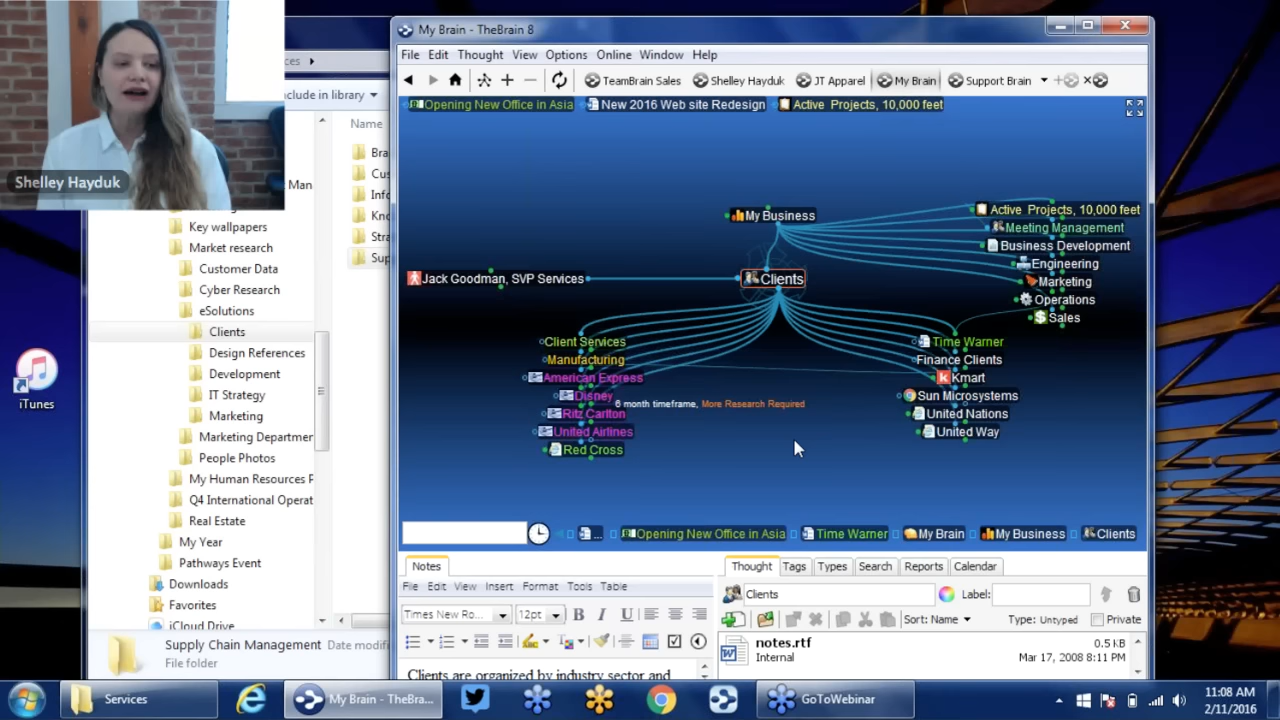 Shelley Hayduk
My Brain - TheBrain 8
File Edit Thought View Options Online Window Help
TeamBrain Sales Shelley Hayduk JT Apparel My Brain Support Brain
Opening New Office in Asia New 2016 Web site Redesign Active Projects, 10,000 feet
My Business
Active Projects, 10,000 feet
Meeting Management
Business Development
Engineering
Marketing
Operations
Sales
Jack Goodman, SVP Services
Clients
Client Services
Manufacturing
American Express
Disney
6 month timeframe, More Research Required
Ritz Carlton
United Airlines
Red Cross
Time Warner
Finance Clients
Kmart
Sun Microsystems
United Nations
United Way
... Opening New Office in Asia Time Warner My Brain My Business Clients
Notes
File Edit View Insert Format Tools Table
Times New Ro... 12pt B I U
Clients are organized by industry sector and
Thought Tags Types Search Reports Calendar
Clients Label:
Sort: Name Type: Untyped Private
notes.rtf 0.5 KB
Internal Mar 17, 2008 8:11 PM
Name
Key wallpapers
Market research
Customer Data
Cyber Research
eSolutions
Clients
Design References
Development
IT Strategy
Marketing
Marketing Departmen
People Photos
My Human Resources P
Q4 International Operat
Real Estate
My Year
Pathways Event
Downloads
Favorites
iCloud Drive
Supply Chain Management Date modifie
File folder
iTunes
Services My Brain - TheBra... GoToWebinar
11:08 AM
2/11/2016